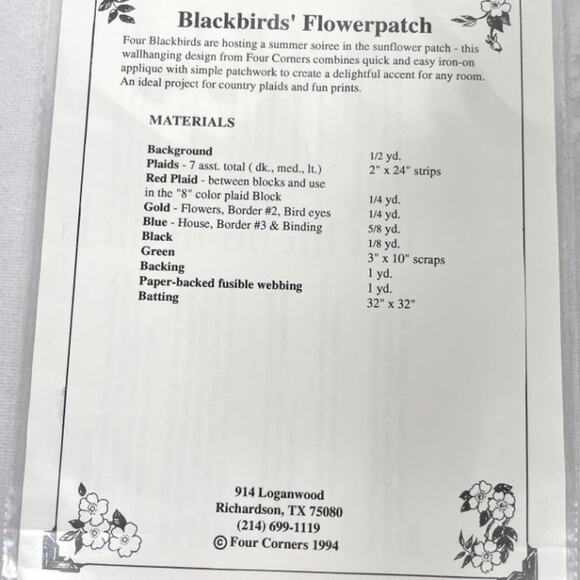 Blackbirds' Flowerpatch
Four Blackbirds are hosting a summer soiree in the sunflower patch - this
wallhanging design from Four Corners combines quick and easy iron-on
applique with simple patchwork to create a delightful accent for any room.
An ideal project for country plaids and fun prints.
MATERIALS
Background 1/2 yd.
Plaids - 7 asst. total ( dk., med., lt.) 2" x 24" strips
Red Plaid - between blocks and use
in the "8" color plaid Block 1/4 yd.
Gold - Flowers, Border #2, Bird eyes 1/4 yd.
Blue - House, Border #3 & Binding 5/8 yd.
Black 1/8 yd.
Green 3" x 10" scraps
Backing 1 yd.
Paper-backed fusible webbing 1 yd.
Batting 32" x 32"
914 Loganwood
Richardson, TX 75080
(214) 699-1119
© Four Corners 1994